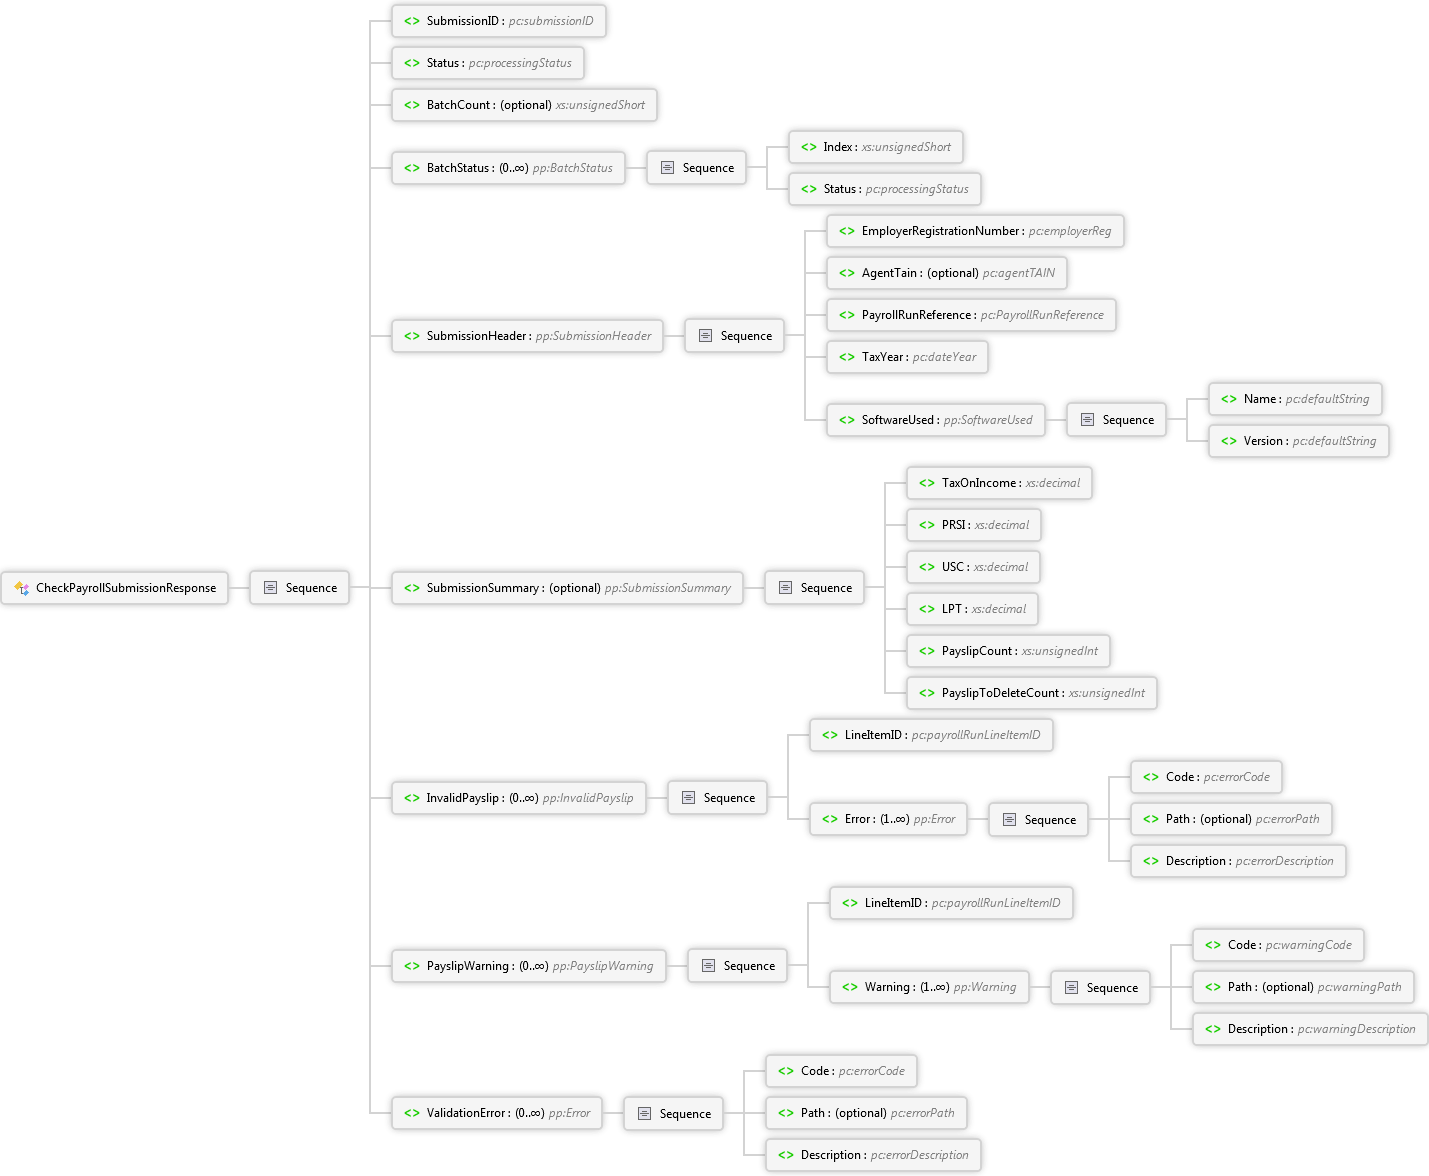 SubmissionID : pc:submissionID
Status : pc:processingStatus
BatchCount : (optional) xs:unsignedShort
BatchStatus : (0..∞) pp:BatchStatus
Sequence
Index : xs:unsignedShort
Status : pc:processingStatus
EmployerRegistrationNumber : pc:employerReg
AgentTain : (optional) pc:agentTAIN
PayrollRunReference : pc:PayrollRunReference
SubmissionHeader : pp:SubmissionHeader
Sequence
TaxYear : pc:dateYear
SoftwareUsed : pp:SoftwareUsed
Sequence
Name : pc:defaultString
Version : pc:defaultString
TaxOnIncome : xs:decimal
PRSI : xs:decimal
USC : xs:decimal
CheckPayrollSubmissionResponse
Sequence
SubmissionSummary : (optional) pp:SubmissionSummary
Sequence
LPT : xs:decimal
PayslipCount : xs:unsignedInt
PayslipToDeleteCount : xs:unsignedInt
LineItemID : pc:payrollRunLineItemID
InvalidPayslip : (0..∞) pp:InvalidPayslip
Sequence
Error : (1..∞) pp:Error
Sequence
Code : pc:errorCode
Path : (optional) pc:errorPath
Description : pc:errorDescription
LineItemID : pc:payrollRunLineItemID
PayslipWarning : (0..∞) pp:PayslipWarning
Sequence
Warning : (1..∞) pp:Warning
Sequence
Code : pc:warningCode
Path : (optional) pc:warningPath
Description : pc:warningDescription
ValidationError : (0..∞) pp:Error
Sequence
Code : pc:errorCode
Path : (optional) pc:errorPath
Description : pc:errorDescription